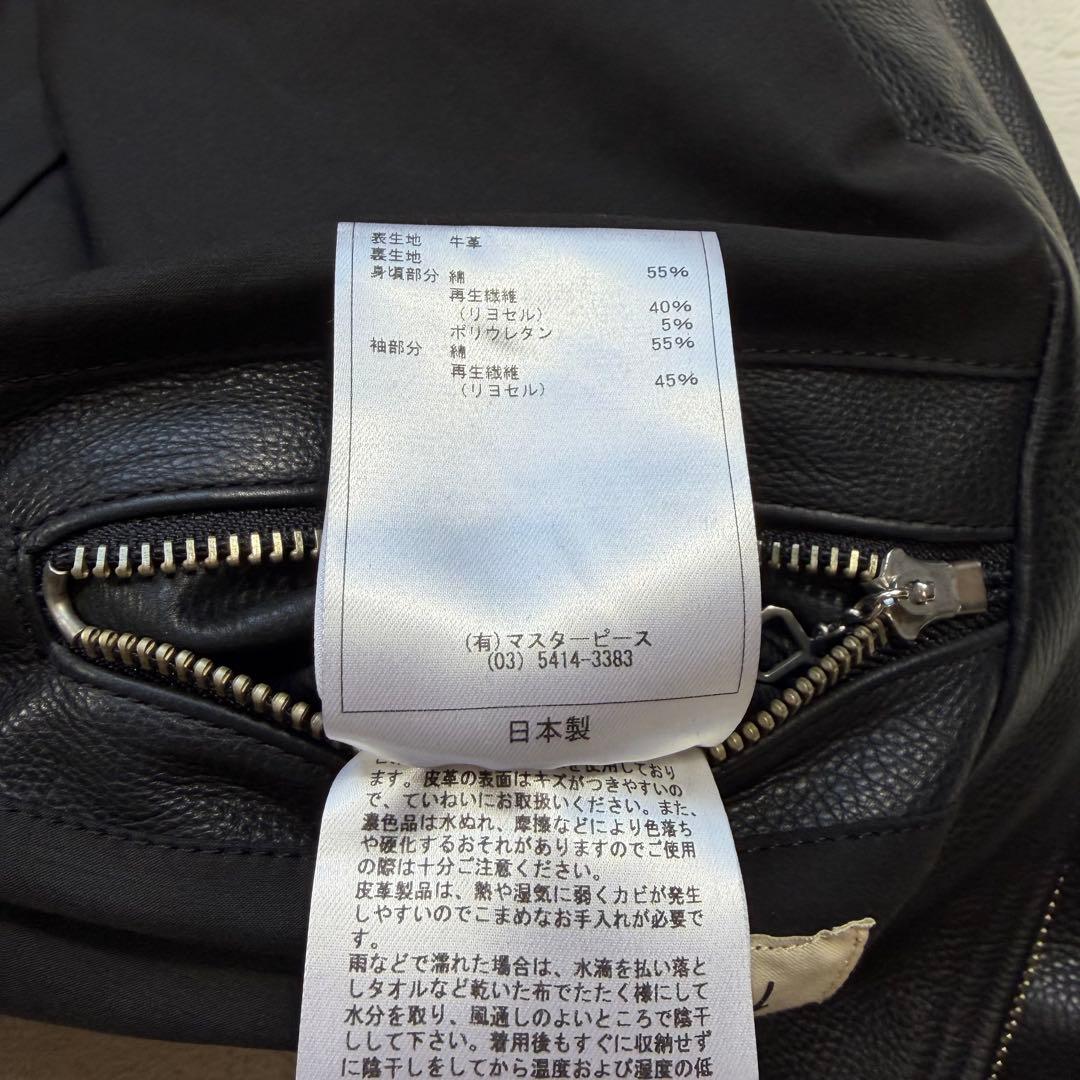 表生地 牛革
裏生地
身頃部分 綿 55%
再生繊維
(リヨセル) 40%
ポリウレタン 5%
袖部分 綿 55%
再生繊維
(リヨセル) 45%
(有)マスターピース
(03) 5414-3383
日本製
を使用しており
ます。皮革の表面はキズがつきやすいの
で、ていねいにお取扱いください。また、
濃色品は水ぬれ、摩擦などにより色落ち
や硬化するおそれがありますのでご使用
の際は十分ご注意ください。
皮革製品は、熱や湿気に弱くカビが発生
しやすいのでこまめなお手入れが必要で
す。
雨などで濡れた場合は、水滴を払い落と
しタオルなど乾いた布でたたく様にして
水分を取り、風通しのよいところで陰干
しして下さい。着用後もすぐに収納せず
に陰干しをしてから温度および湿度の低